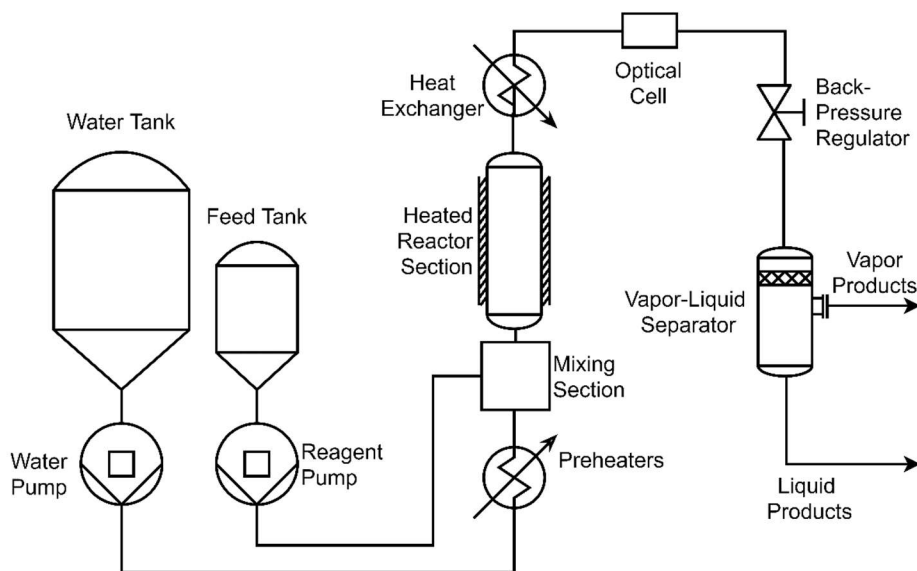 Water Tank
Feed Tank
Water
Pump
Reagent
Pump
Heat
Exchanger
Heated
Reactor
Section
Mixing
Section
Preheaters
Optical
Cell
Back-
Pressure
Regulator
Vapor-Liquid
Separator
Vapor
Products
Liquid
Products